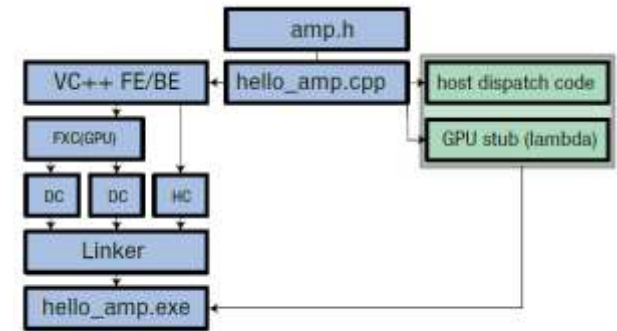 amp.h
VC++ FE/BE
hello_amp.cpp
host dispatch code
FXC(GPU)
GPU stub (lambda)
DC
DC
HC
Linker
hello_amp.exe